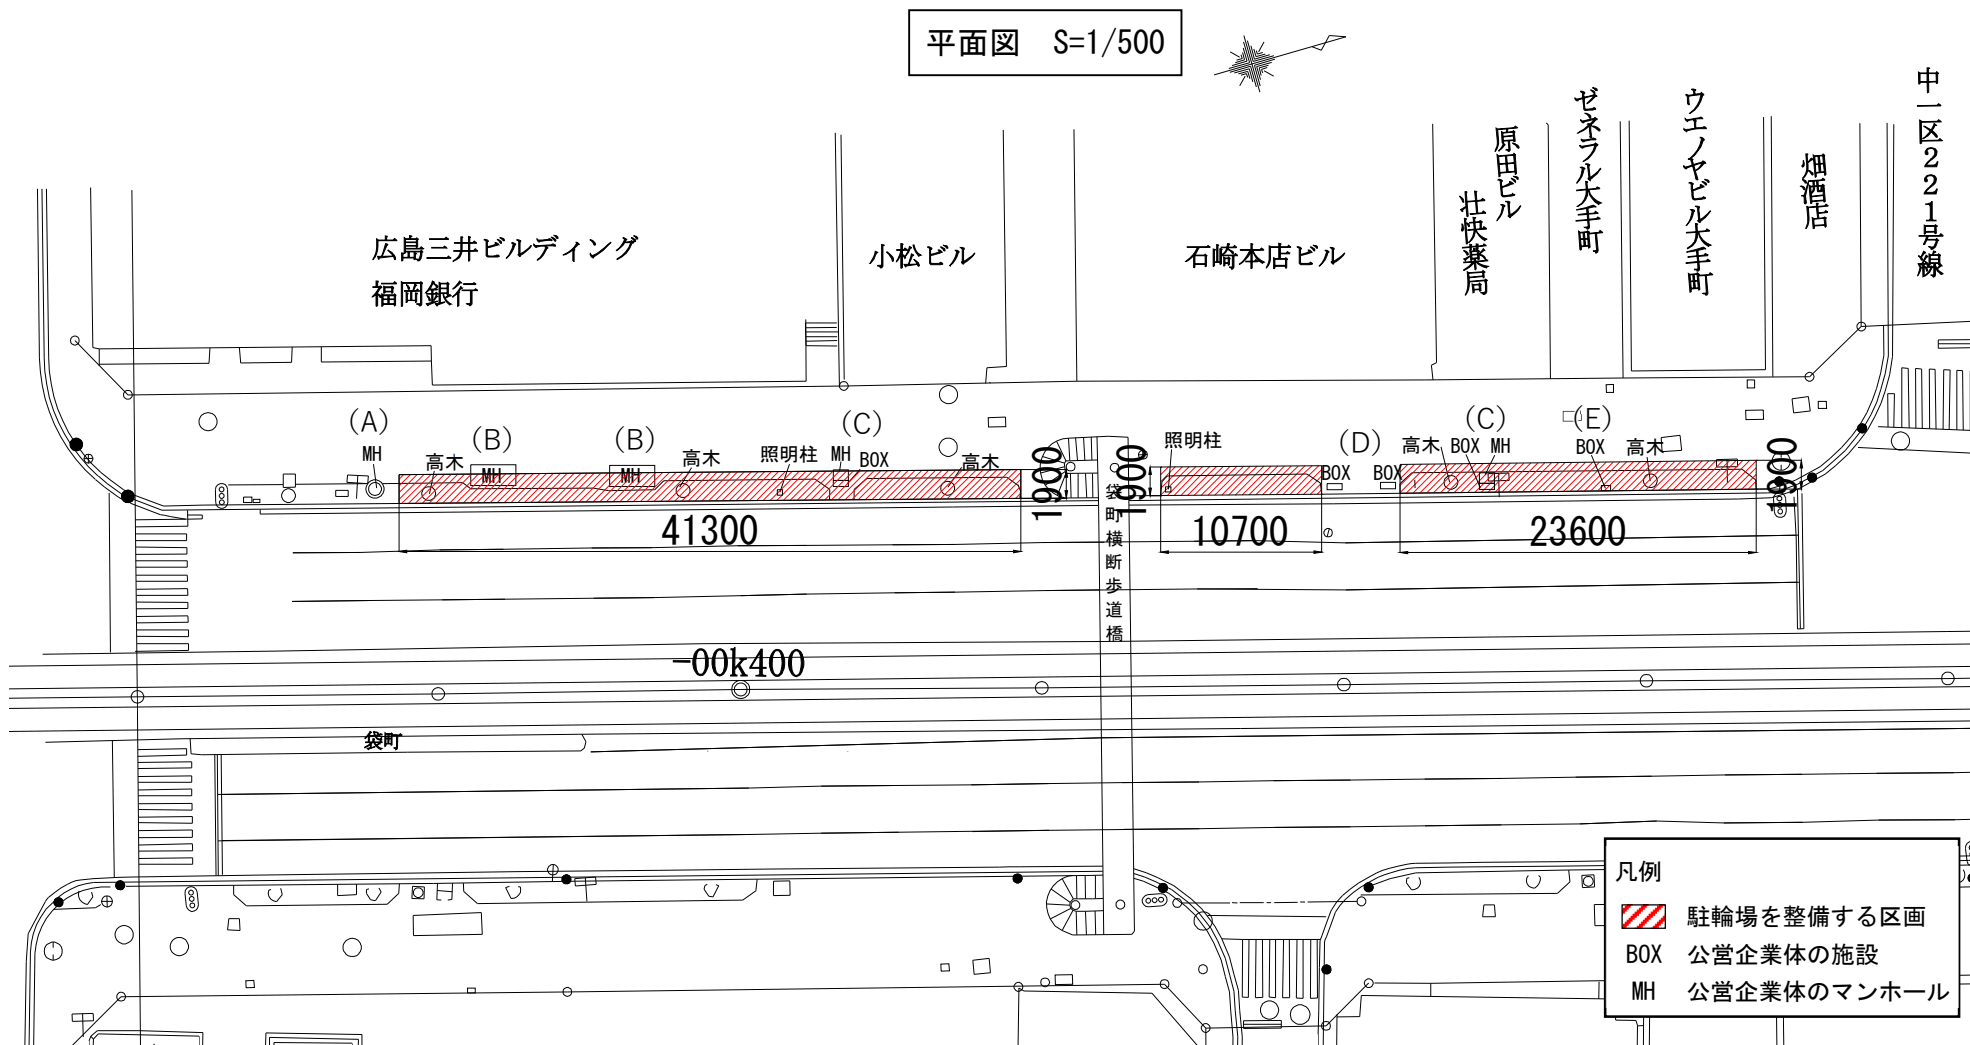 平面図 S=1/500
中一区221号線
ゼネラル大手町
ウエノヤビル大手町
原田ビル
畑酒店
壮快薬局
広島三井ビルディング
福岡銀行
小松ビル
石崎本店ビル
(A)
MH
(B)
MH
高木
(B)
MH
高木
照明柱
(C)
MH
BOX
高木
1900
1900
照明柱
(D)
BOX
BOX
高木
(C)
BOX
MH
(E)
BOX
高木
1800
41300
10700
23600
袋町横断歩道橋
-00k400
袋町
凡例
駐輪場を整備する区画
BOX 公営企業体の施設
MH 公営企業体のマンホール